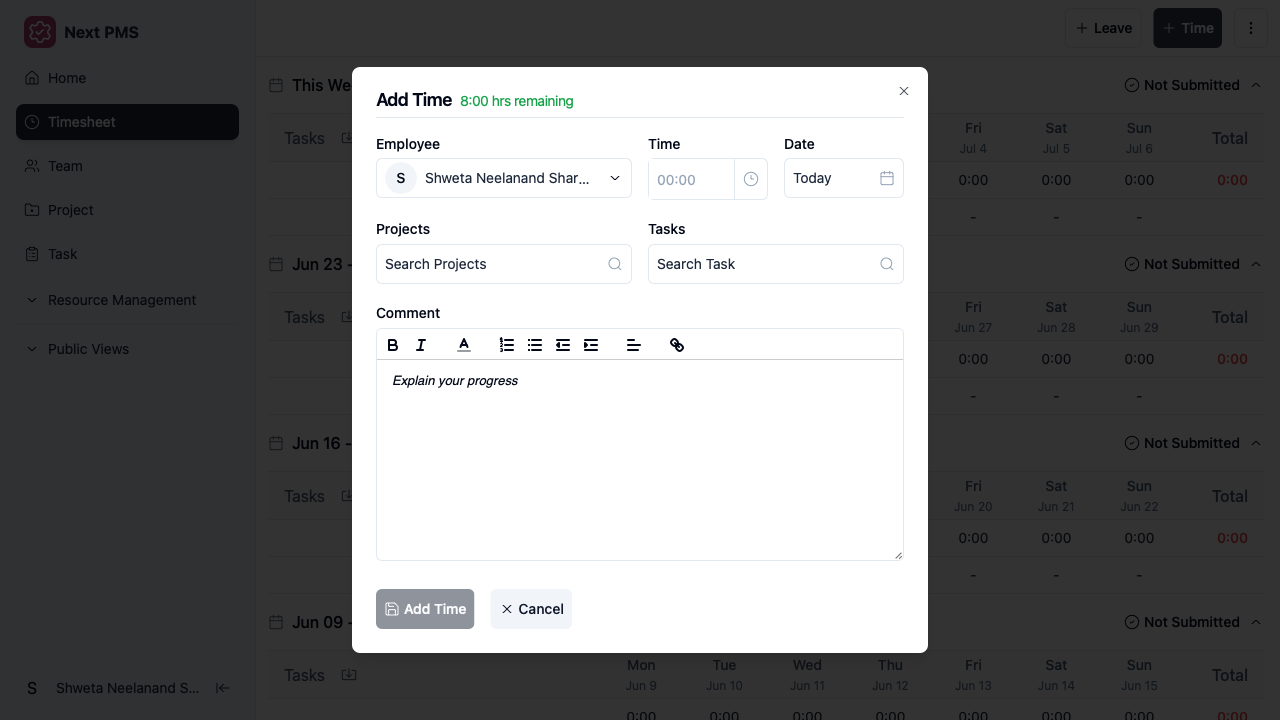 Next PMS
Home
Timesheet
Team
Project
Task
Resource Management
Public Views
S Shweta Neelanand S...
Leave
Time
This We
Not Submitted
Tasks
Fri Sat Sun Total
Jul 4 Jul 5 Jul 6
0:00 0:00 0:00 0:00
- - -
Jun 23 -
Not Submitted
Tasks
Fri Sat Sun Total
Jun 27 Jun 28 Jun 29
0:00 0:00 0:00 0:00
- - -
Jun 16 -
Not Submitted
Tasks
Fri Sat Sun Total
Jun 20 Jun 21 Jun 22
0:00 0:00 0:00 0:00
- - -
Jun 09 -
Not Submitted
Tasks
Mon Tue Wed Thu Fri Sat Sun Total
Jun 9 Jun 10 Jun 11 Jun 12 Jun 13 Jun 14 Jun 15
0:00 0:00 0:00 0:00 0:00 0:00 0:00 0:00
Add Time 8:00 hrs remaining
Employee Time Date
S Shweta Neelanand Shar... 00:00 Today
Projects Tasks
Search Projects Search Task
Comment
Explain your progress
Add Time Cancel